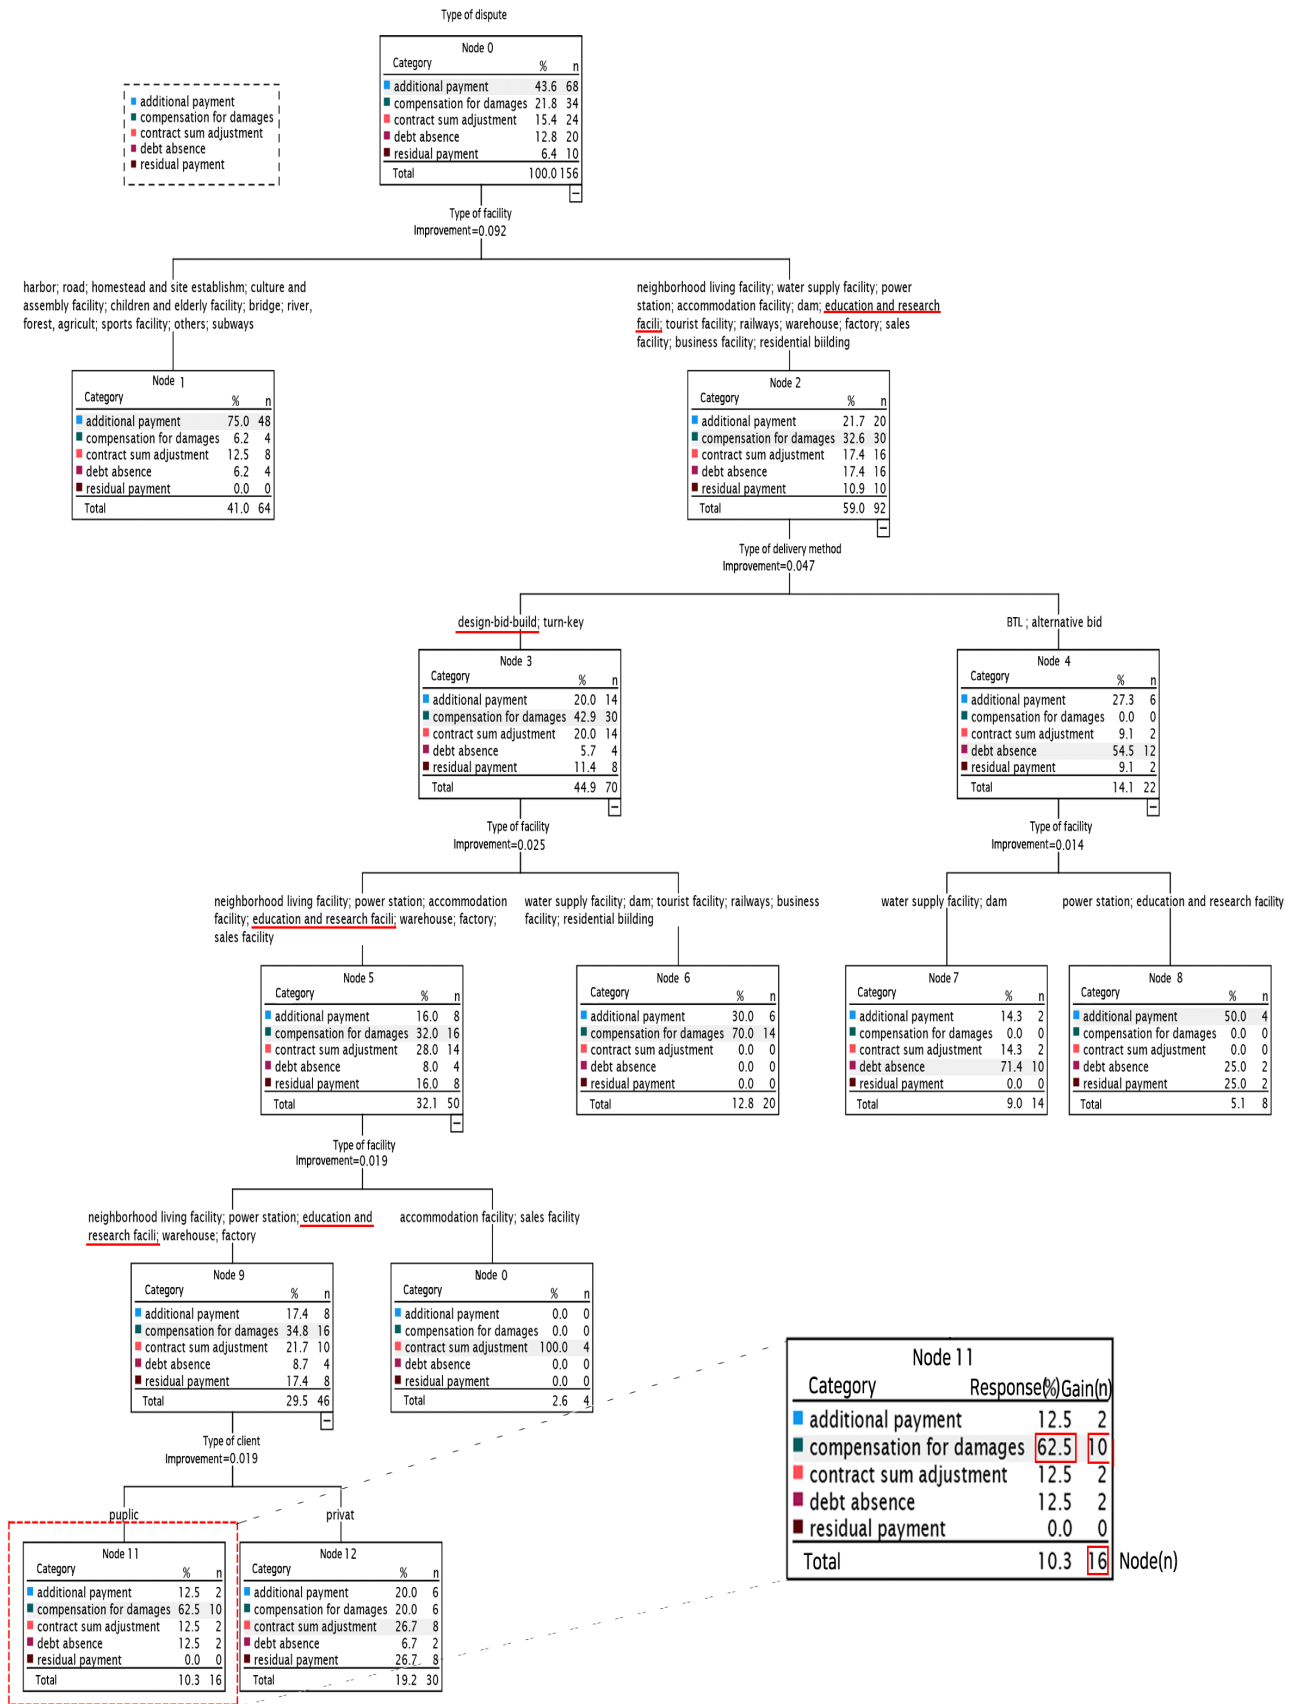 Type of dispute
Node 0
Category % n
additional payment 43.6 68
compensation for damages 21.8 34
contract sum adjustment 15.4 24
debt absence 12.8 20
residual payment 6.4 10
Total 100.0 156
additional payment
compensation for damages
contract sum adjustment
debt absence
residual payment
Type of facility
Improvement=0.092
harbor; road; homestead and site establishm; culture and
assembly facility; children and elderly facility; bridge; river,
forest, agricult; sports facility; others; subways
neighborhood living facility; water supply facility; power
station; accommodation facility; dam; education and research
facili; tourist facility; railways; warehouse; factory; sales
facility; business facility; residential biilding
Node 1
Category % n
additional payment 75.0 48
compensation for damages 6.2 4
contract sum adjustment 12.5 8
debt absence 6.2 4
residual payment 0.0 0
Total 41.0 64
Node 2
Category % n
additional payment 21.7 20
compensation for damages 32.6 30
contract sum adjustment 17.4 16
debt absence 17.4 16
residual payment 10.9 10
Total 59.0 92
Type of delivery method
Improvement=0.047
design-bid-build; turn-key
BTL ; alternative bid
Node 3
Category % n
additional payment 20.0 14
compensation for damages 42.9 30
contract sum adjustment 20.0 14
debt absence 5.7 4
residual payment 11.4 8
Total 44.9 70
Node 4
Category % n
additional payment 27.3 6
compensation for damages 0.0 0
contract sum adjustment 9.1 2
debt absence 54.5 12
residual payment 9.1 2
Total 14.1 22
Type of facility
Improvement=0.025
Type of facility
Improvement=0.014
neighborhood living facility; power station; accommodation
facility; education and research facili; warehouse; factory;
sales facility
water supply facility; dam; tourist facility; railways; business
facility; residential biilding
water supply facility; dam
power station; education and research facility
Node 5
Category % n
additional payment 16.0 8
compensation for damages 32.0 16
contract sum adjustment 28.0 14
debt absence 8.0 4
residual payment 16.0 8
Total 32.1 50
Node 6
Category % n
additional payment 30.0 6
compensation for damages 70.0 14
contract sum adjustment 0.0 0
debt absence 0.0 0
residual payment 0.0 0
Total 12.8 20
Node 7
Category % n
additional payment 14.3 2
compensation for damages 0.0 0
contract sum adjustment 14.3 2
debt absence 71.4 10
residual payment 0.0 0
Total 9.0 14
Node 8
Category % n
additional payment 50.0 4
compensation for damages 0.0 0
contract sum adjustment 0.0 0
debt absence 25.0 2
residual payment 25.0 2
Total 5.1 8
Type of facility
Improvement=0.019
neighborhood living facility; power station; education and
research facili; warehouse; factory
accommodation facility; sales facility
Node 9
Category % n
additional payment 17.4 8
compensation for damages 34.8 16
contract sum adjustment 21.7 10
debt absence 8.7 4
residual payment 17.4 8
Total 29.5 46
Node 0
Category % n
additional payment 0.0 0
compensation for damages 0.0 0
contract sum adjustment 100.0 4
debt absence 0.0 0
residual payment 0.0 0
Total 2.6 4
Type of client
Improvement=0.019
puplic
privat
Node 11
Category % n
additional payment 12.5 2
compensation for damages 62.5 10
contract sum adjustment 12.5 2
debt absence 12.5 2
residual payment 0.0 0
Total 10.3 16
Node 12
Category % n
additional payment 20.0 6
compensation for damages 20.0 6
contract sum adjustment 26.7 8
debt absence 6.7 2
residual payment 26.7 8
Total 19.2 30
Node 11
Category Response(%) Gain(n)
additional payment 12.5 2
compensation for damages 62.5 10
contract sum adjustment 12.5 2
debt absence 12.5 2
residual payment 0.0 0
Total 10.3 16 Node(n)